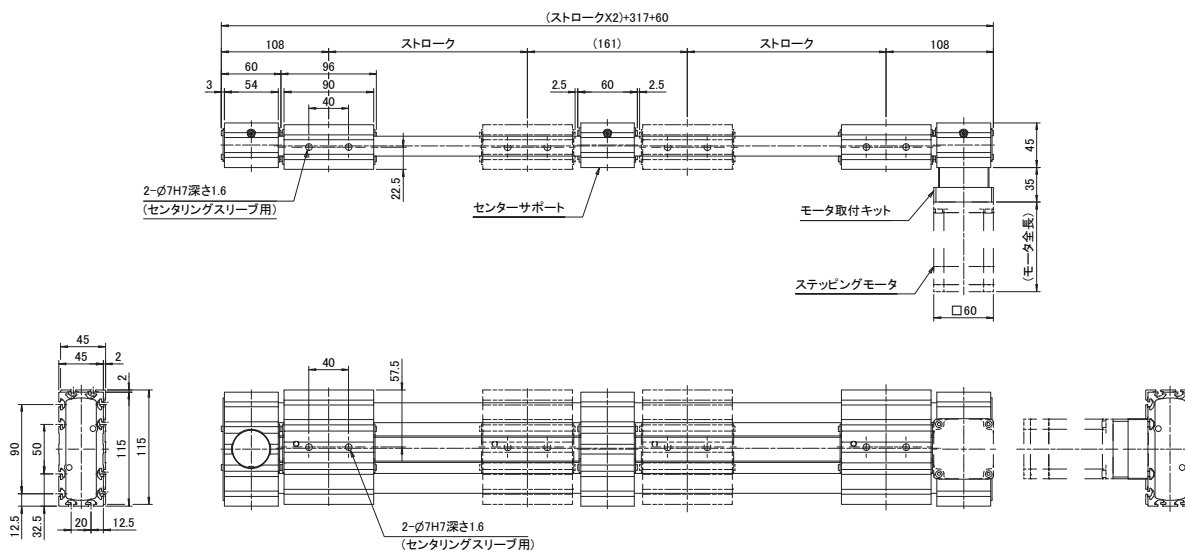 (ストロークX2)+317+60
108
ストローク
(161)
ストローク
108
60
96
3
54
90
2.5
60
2.5
40
45
35
22.5
2-Ø7H7深さ1.6
(センタリングスリーブ用)
センターサポート
モータ取付キット
(モータ全長)
ステッピングモータ
□60
45
45
2
2
40
57.5
90
50
115
115
12.5
32.5
20
12.5
2-Ø7H7深さ1.6
(センタリングスリーブ用)